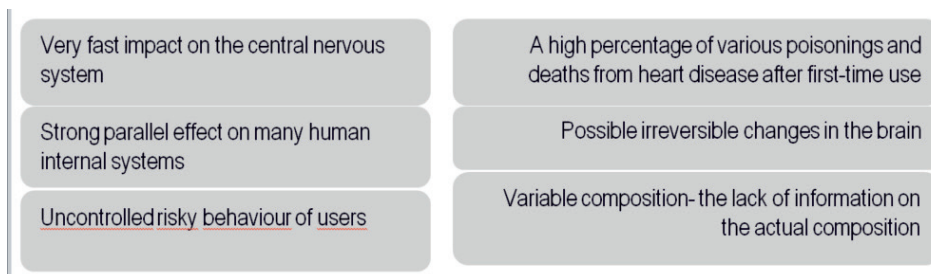 Very fast impact on the central nervous
system
Strong parallel effect on many human
internal systems
Uncontrolled risky behaviour of users
A high percentage of various poisonings and
deaths from heart disease after first-time use
Possible irreversible changes in the brain
Variable composition- the lack of information on
the actual composition